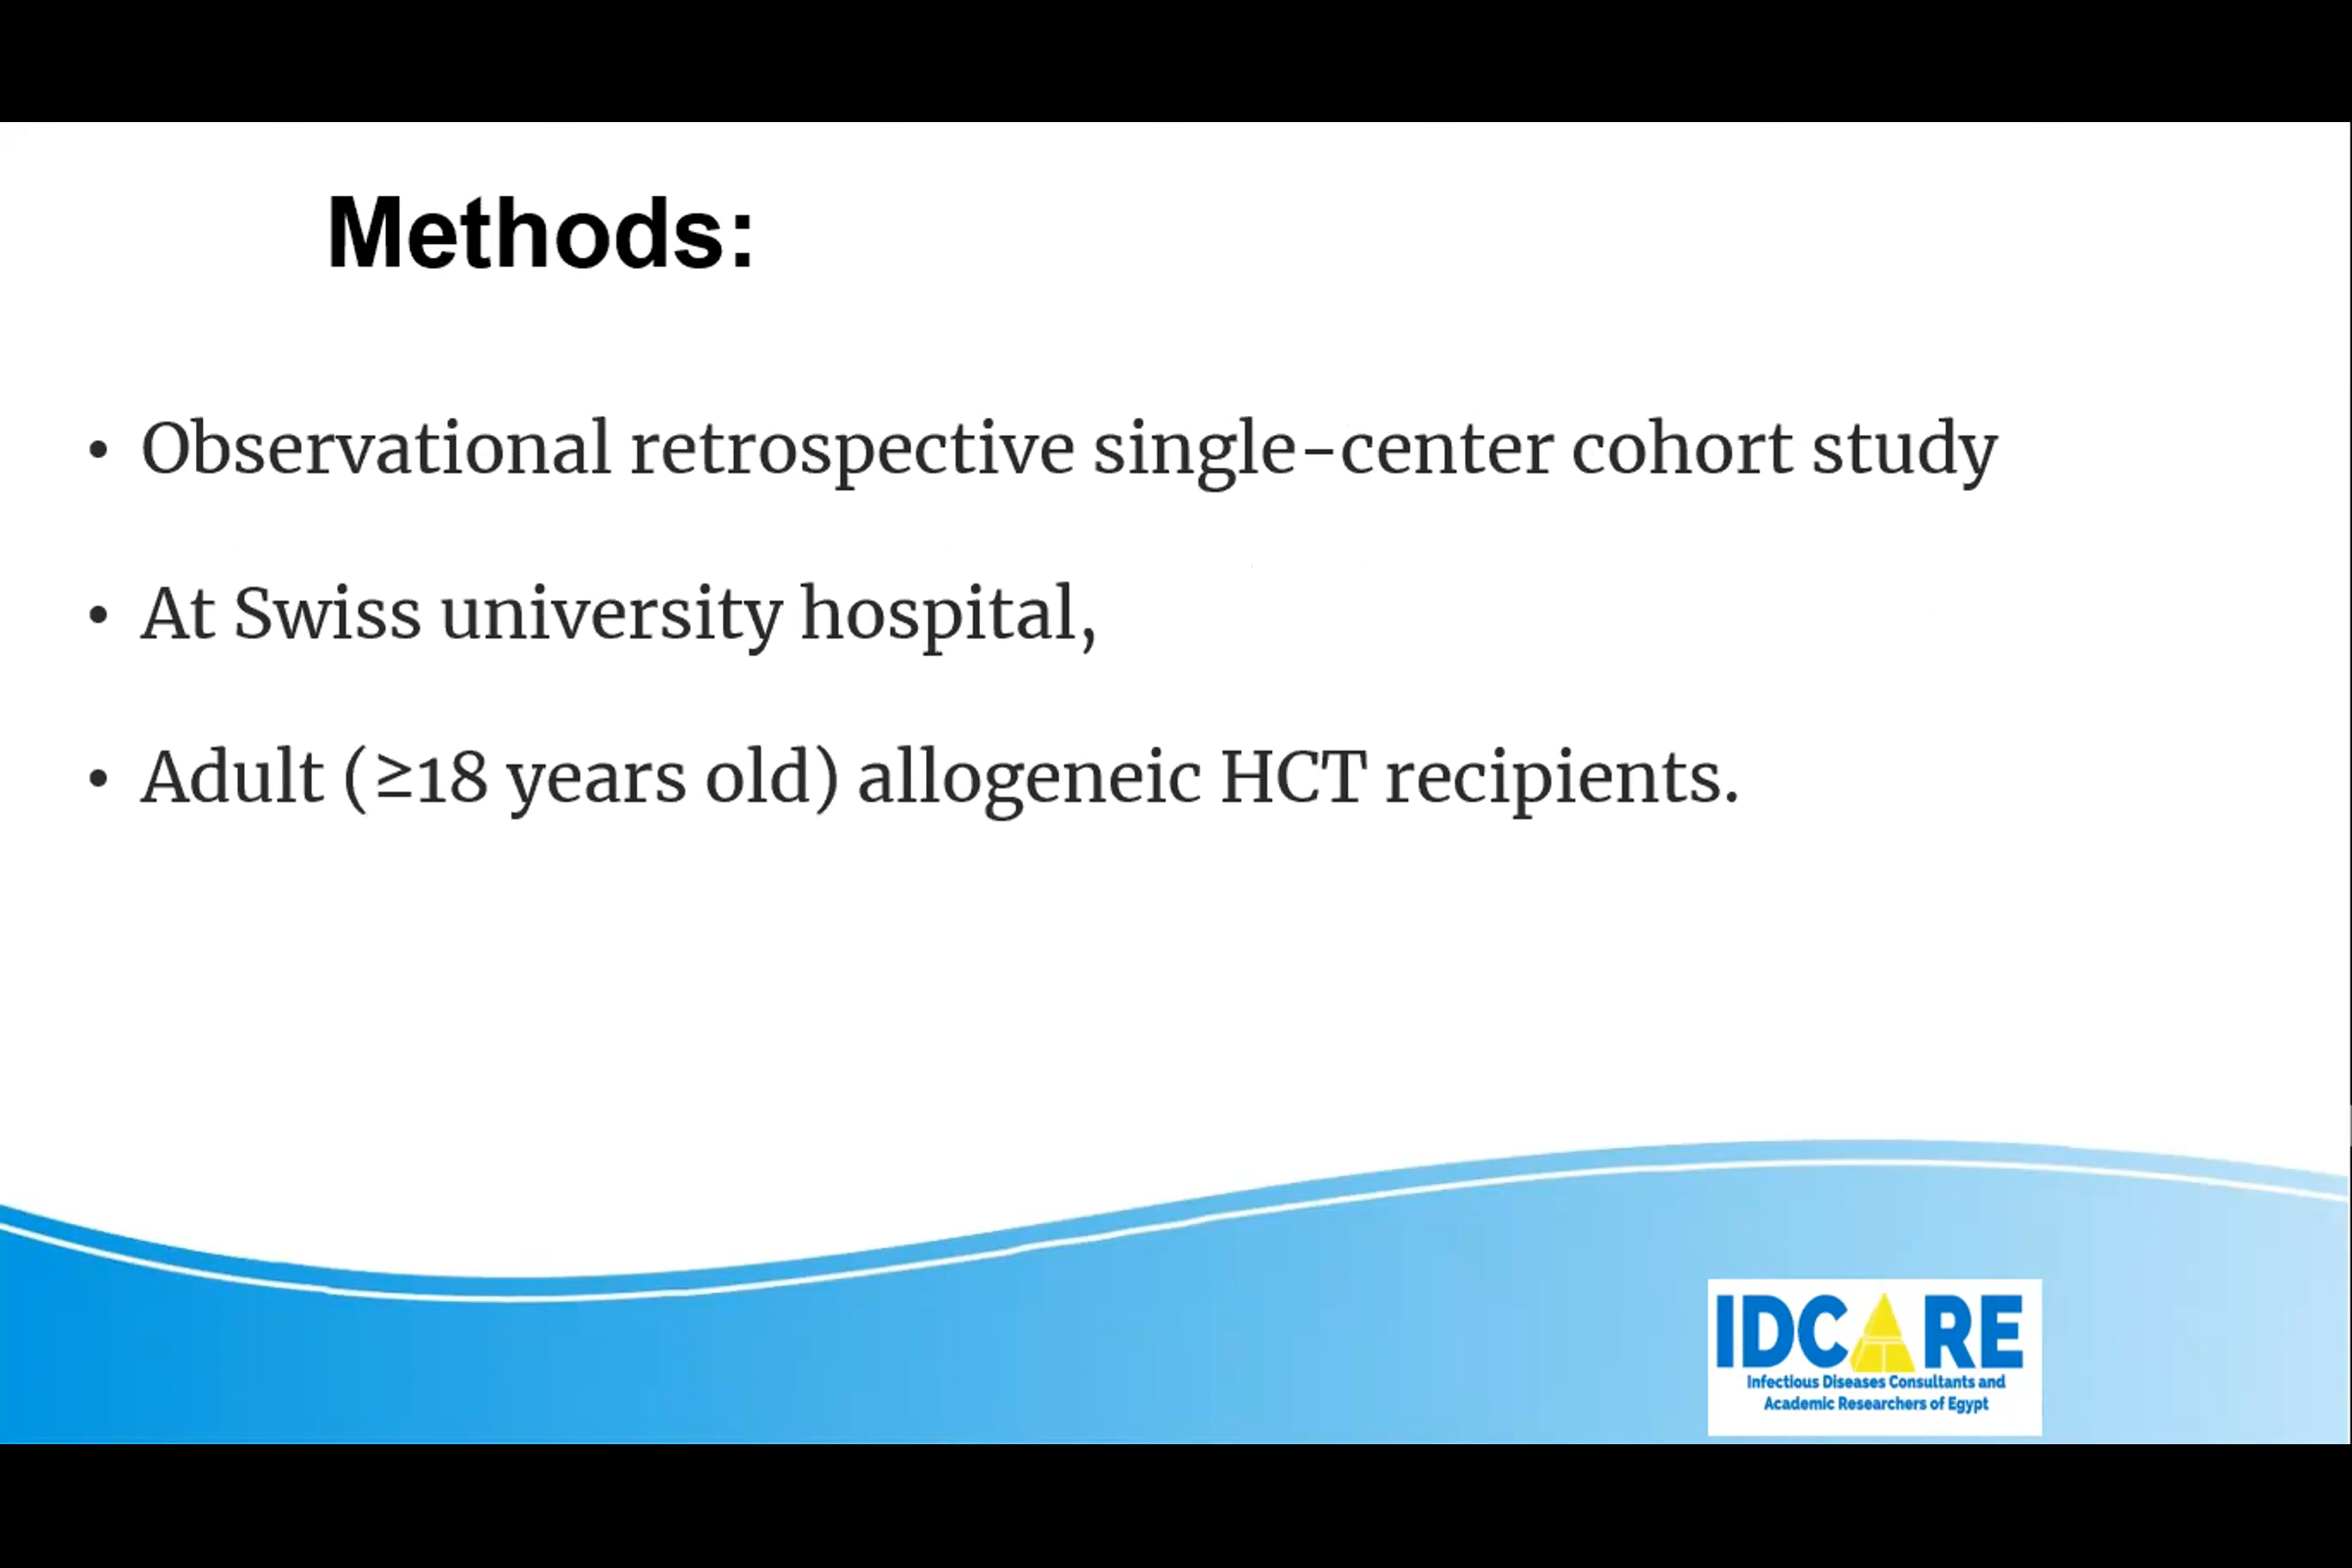 Methods:
• Observational retrospective single-center cohort study
• At Swiss university hospital,
• Adult (≥18 years old) allogeneic HCT recipients.
IDCARE
Infectious Diseases Consultants and
Academic Researchers of Egypt